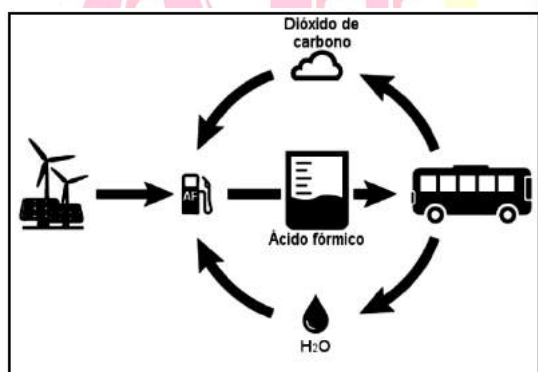 Dióxido de
carbono
AF
Ácido fórmico
H₂O